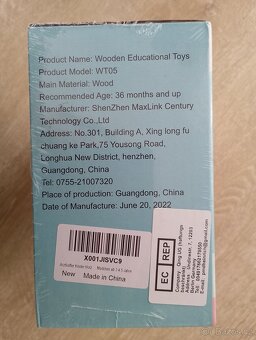 Product Name: Wooden Educational Toys
Product Model: WT05
Main Material: Wood
Recommended Age: 36 months and up
Manufacturer: ShenZhen MaxLink Century
Technology Co.,Ltd
Address: No.301, Building A, Xing long fu
chuang ke Park,75 Yousong Road,
Longhua New District, henzhen,
Guangdong, China
Tel: 0755-21007320
Place of production: Guangdong, China
Date of Manufacture: June 20, 2022
X001JISVC9
New
Made in China
EC REP